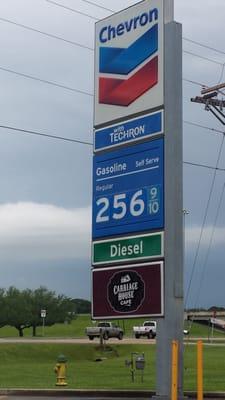 Chevron
with
TECHRON
Gasoline Self Serve
Regular
256 9/10
Diesel
CARRIAGE
HOUSE
CAFE